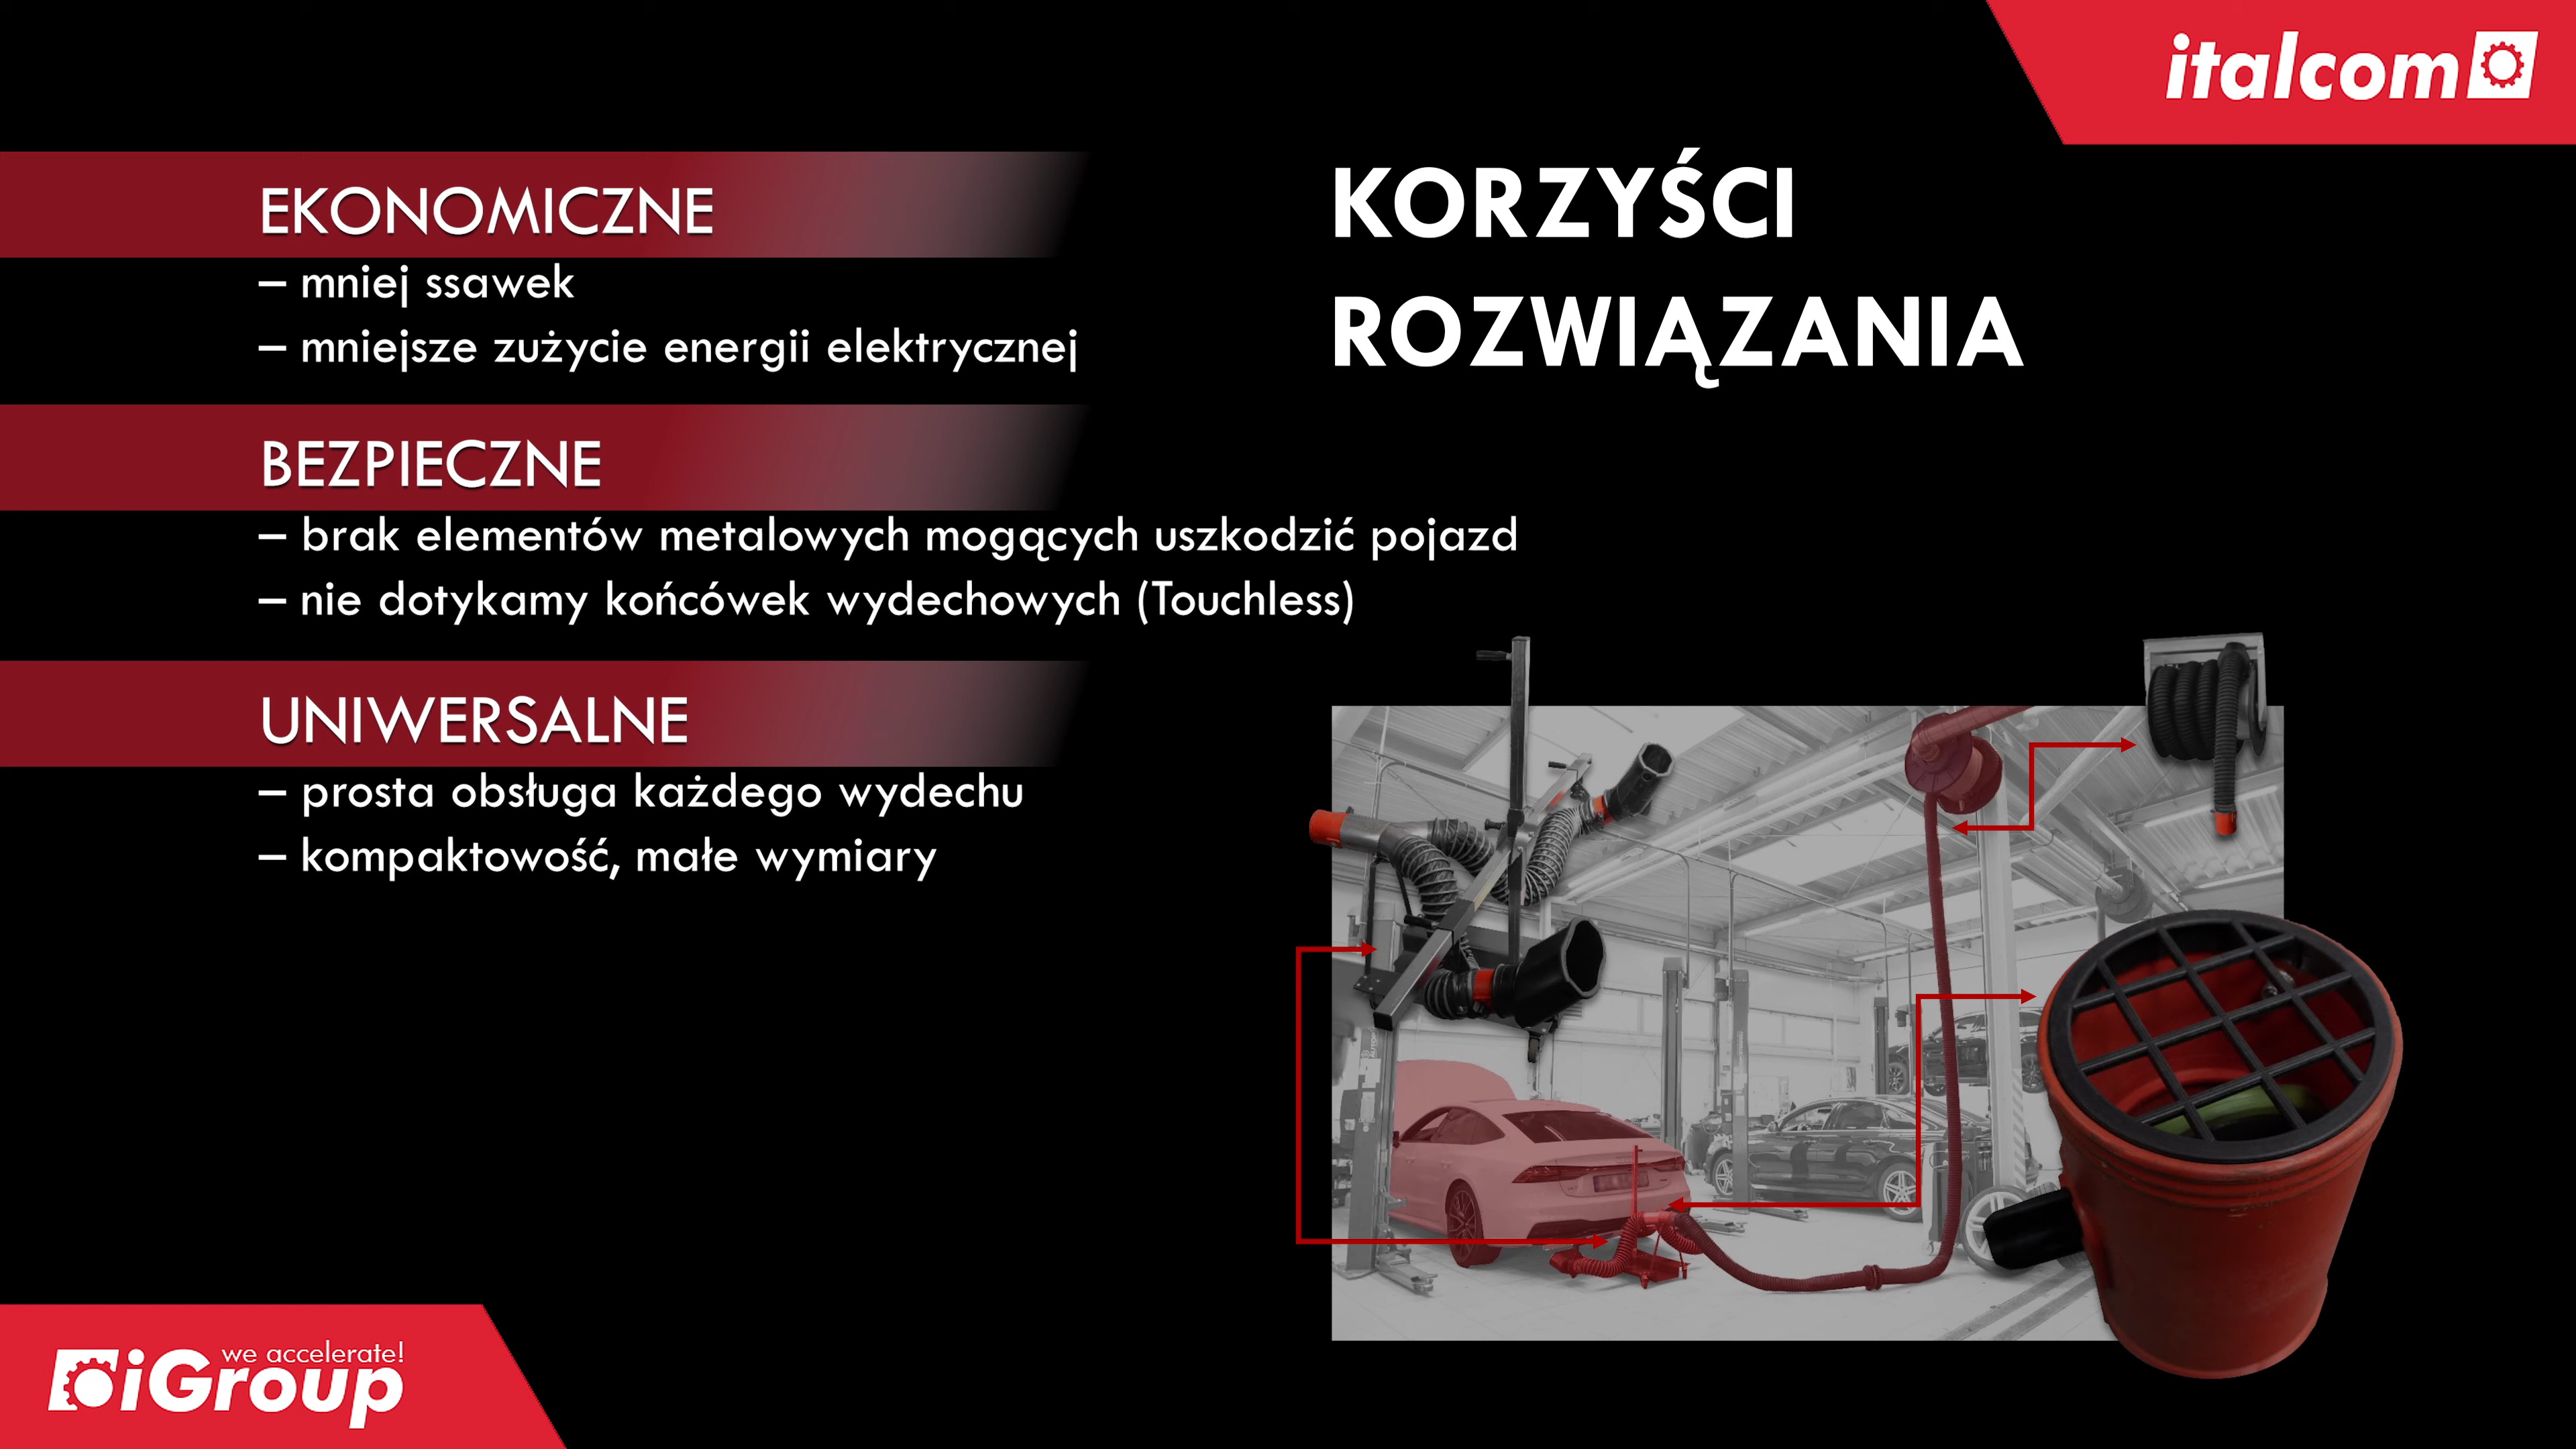 italcom
KORZYŚCI
ROZWIĄZANIA
EKONOMICZNE
– mniej ssawek
– mniejsze zużycie energii elektrycznej
BEZPIECZNE
– brak elementów metalowych mogących uszkodzić pojazd
– nie dotykamy końcówek wydechowych (Touchless)
UNIWERSALNE
– prosta obsługa każdego wydechu
– kompaktowość, małe wymiary
we accelerate!
iGroup